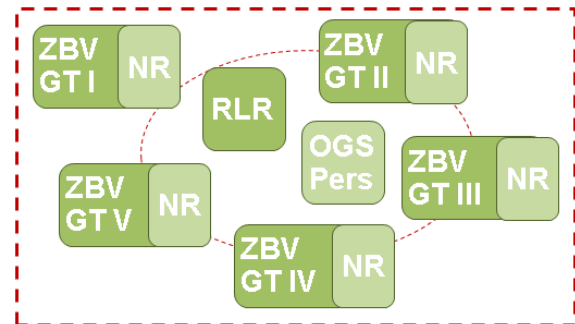 ZBV
GT I
NR
ZBV
GT II
NR
RLR
OGS
Pers
ZBV
GT III
NR
ZBV
GT V
NR
ZBV
GT IV
NR